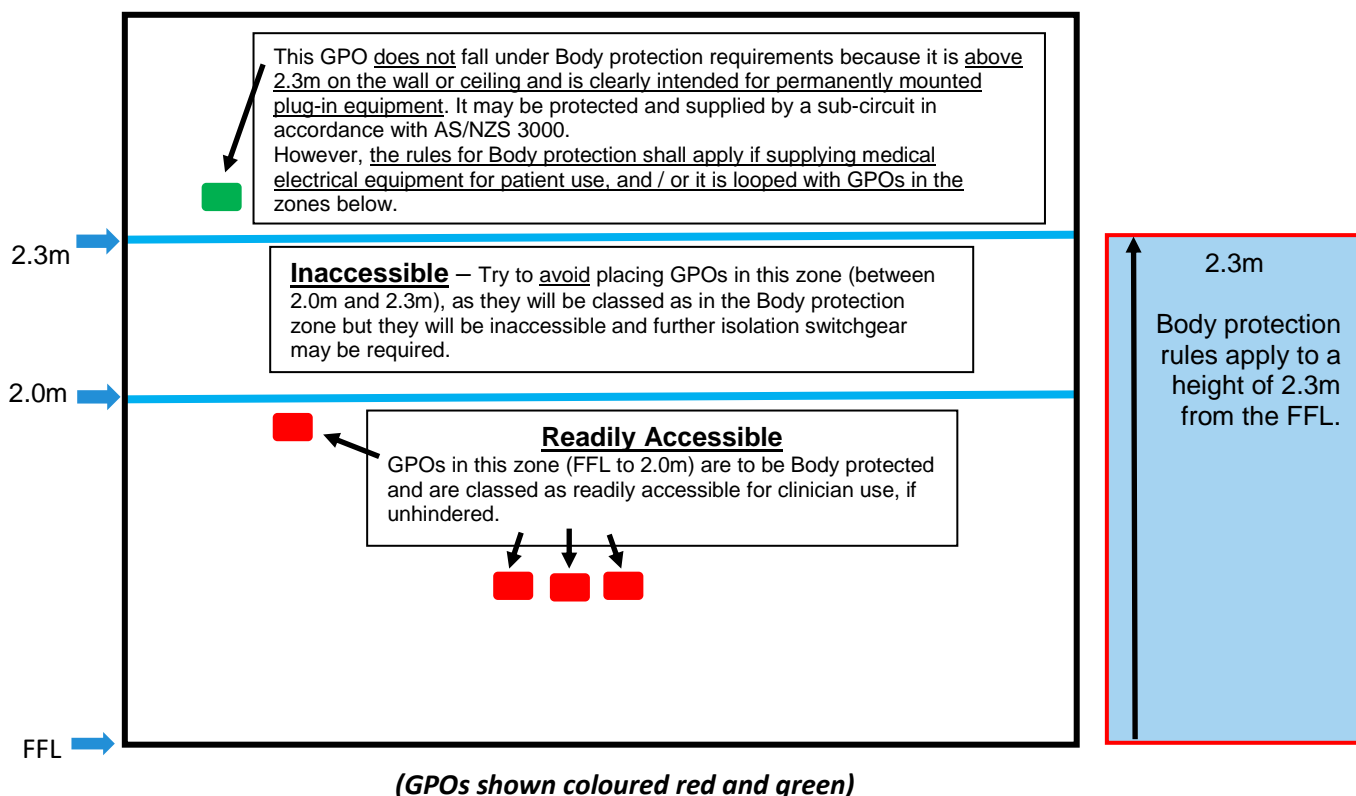 This GPO does not fall under Body protection requirements because it is above
2.3m on the wall or ceiling and is clearly intended for permanently mounted
plug-in equipment. It may be protected and supplied by a sub-circuit in
accordance with AS/NZS 3000.
However, the rules for Body protection shall apply if supplying medical
electrical equipment for patient use, and / or it is looped with GPOs in the
zones below.
2.3m
Inaccessible – Try to avoid placing GPOs in this zone (between
2.0m and 2.3m), as they will be classed as in the Body protection
zone but they will be inaccessible and further isolation switchgear
may be required.
2.0m
Readily Accessible
GPOs in this zone (FFL to 2.0m) are to be Body protected
and are classed as readily accessible for clinician use, if
unhindered.
FFL
2.3m
Body protection
rules apply to a
height of 2.3m
from the FFL.
(GPOs shown coloured red and green)